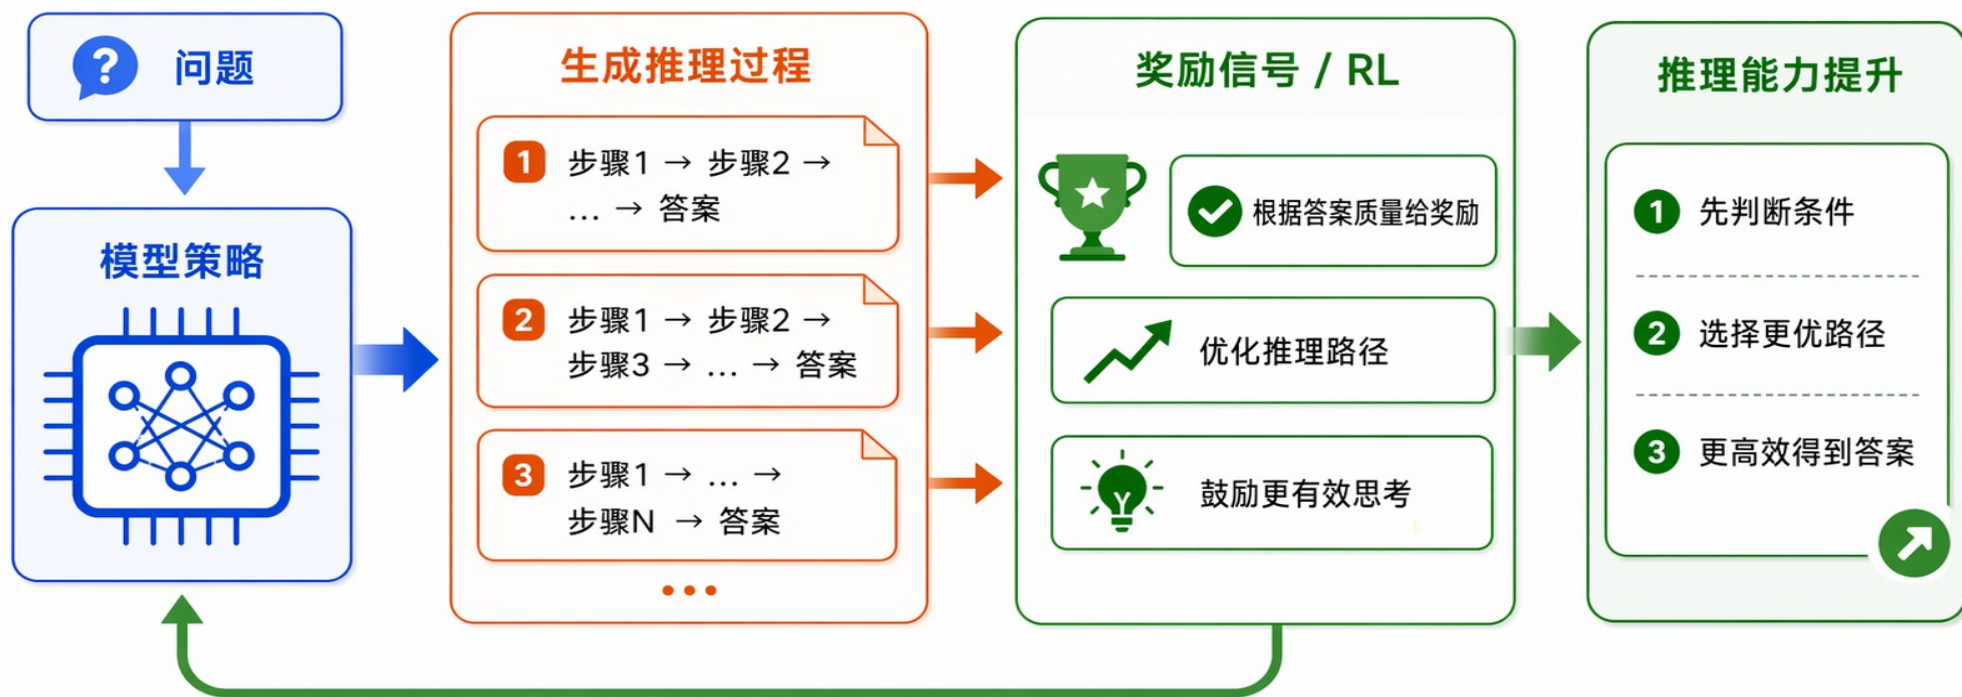 问题
模型策略
生成推理过程
1 步骤1 → 步骤2 →
... → 答案
2 步骤1 → 步骤2 →
步骤3 → ... → 答案
3 步骤1 → ... →
步骤N → 答案
...
奖励信号 / RL
根据答案质量给奖励
优化推理路径
鼓励更有效思考
推理能力提升
1 先判断条件
2 选择更优路径
3 更高效得到答案